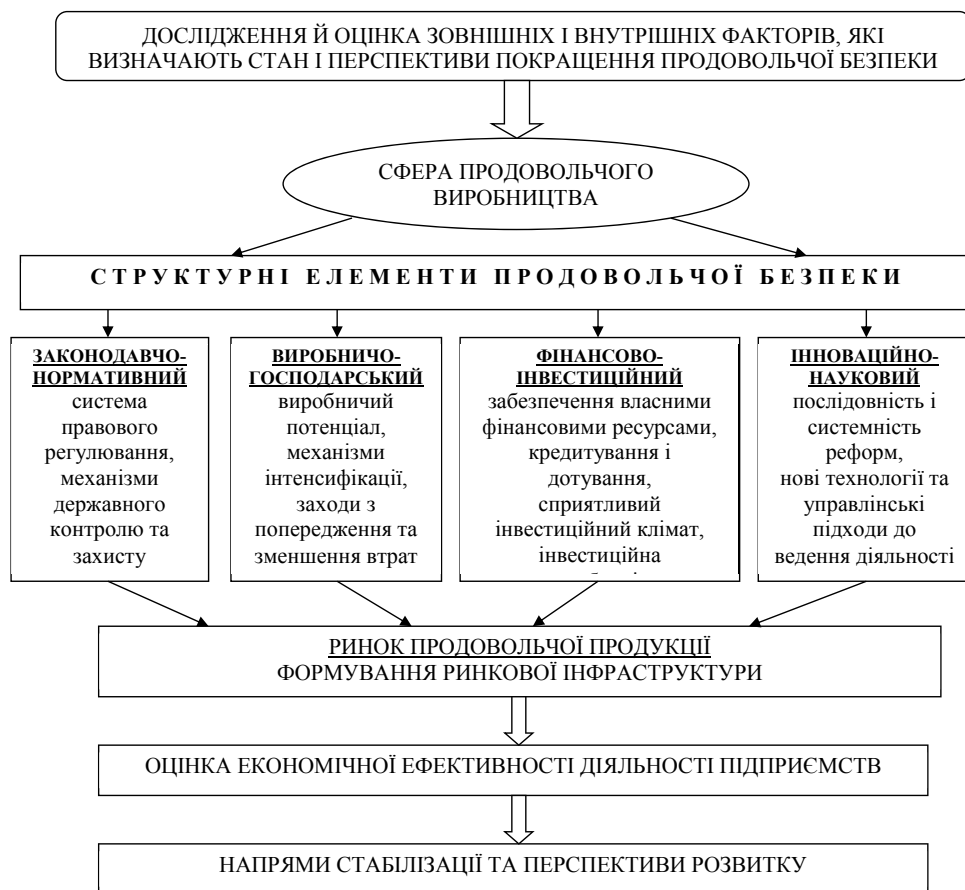 ДОСЛІДЖЕННЯ Й ОЦІНКА ЗОВНІШНІХ І ВНУТРІШНІХ ФАКТОРІВ, ЯКІ
ВИЗНАЧАЮТЬ СТАН І ПЕРСПЕКТИВИ ПОКРАЩЕННЯ ПРОДОВОЛЬЧОЇ БЕЗПЕКИ
СФЕРА ПРОДОВОЛЬЧОГО
ВИРОБНИЦТВА
СТРУКТУРНІ ЕЛЕМЕНТИ ПРОДОВОЛЬЧОЇ БЕЗПЕКИ
ЗАКОНОДАВЧО-
НОРМАТИВНИЙ
система
правового
регулювання,
механізми
державного
контролю та
захисту
ВИРОБНИЧО-
ГОСПОДАРСЬКИЙ
виробничий
потенціал,
механізми
інтенсифікації,
заходи з
попередження та
зменшення втрат
ФІНАНСОВО-
ІНВЕСТИЦІЙНИЙ
забезпечення власними
фінансовими ресурсами,
кредитування і
дотування,
сприятливий
інвестиційний клімат,
інвестиційна
ІННОВАЦІЙНО-
НАУКОВИЙ
послідовність і
системність
реформ,
нові технології та
управлінські
підходи до
ведення діяльності
РИНОК ПРОДОВОЛЬЧОЇ ПРОДУКЦІЇ
ФОРМУВАННЯ РИНКОВОЇ ІНФРАСТРУКТУРИ
ОЦІНКА ЕКОНОМІЧНОЇ ЕФЕКТИВНОСТІ ДІЯЛЬНОСТІ ПІДПРИЄМСТВ
НАПРЯМИ СТАБІЛІЗАЦІЇ ТА ПЕРСПЕКТИВИ РОЗВИТКУ